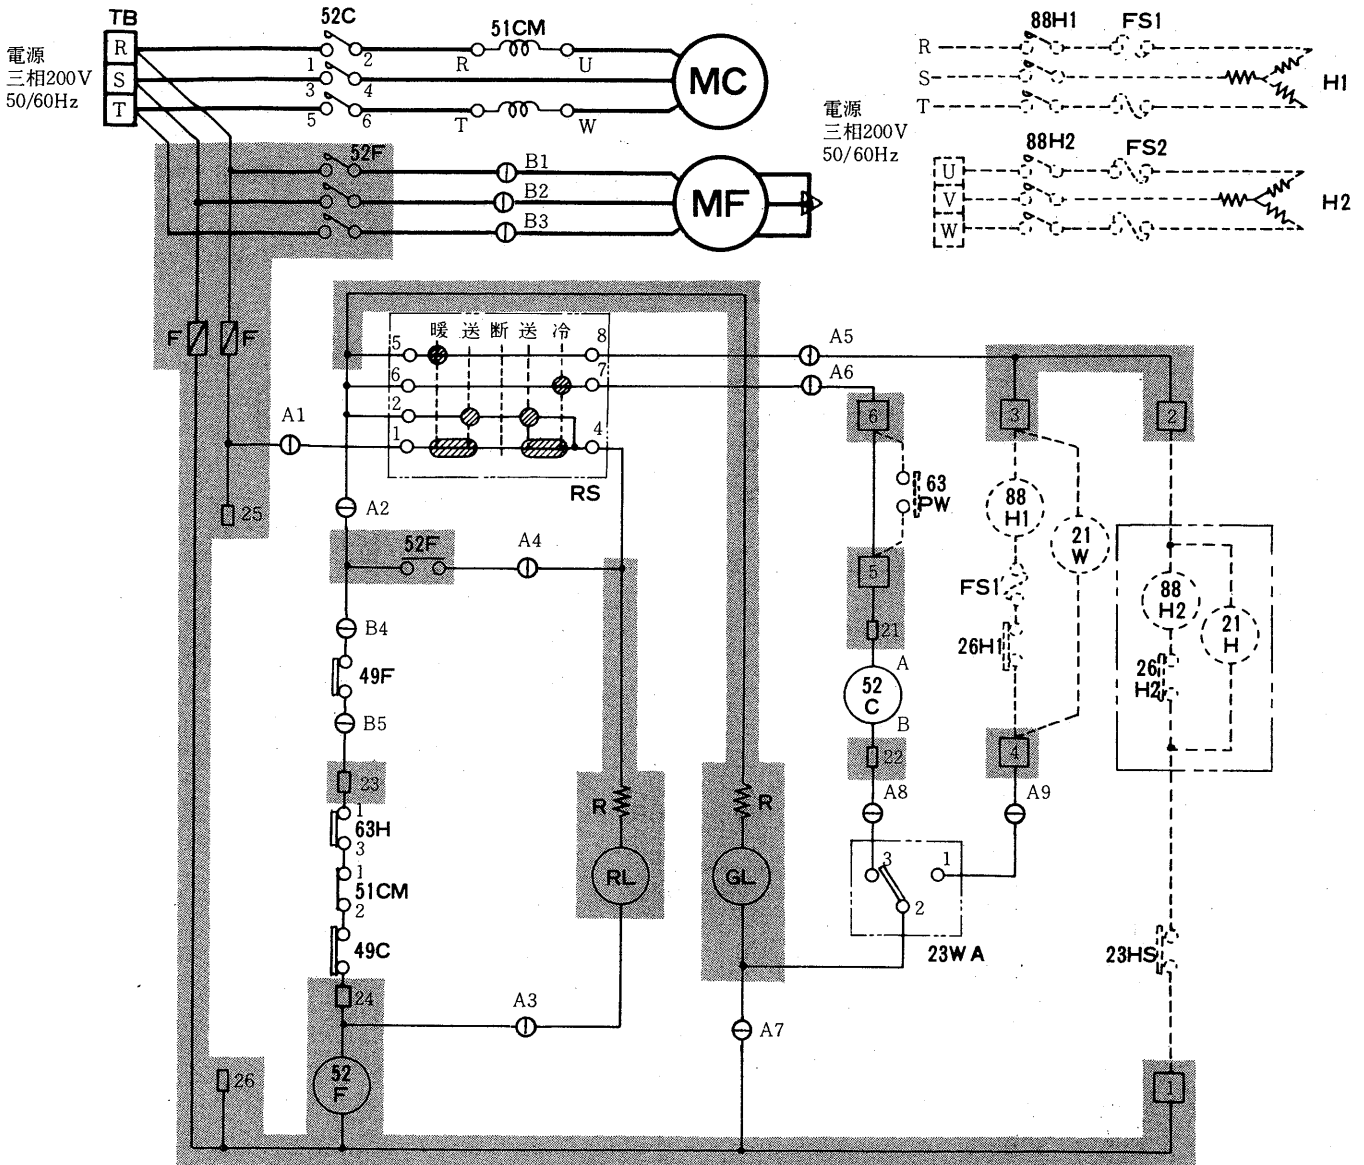 TB
52C
51CM
88H1
FS1
電源
三相200V
50/60Hz
R
S
T
1
2
3
4
5
6
R
U
T
W
MC
R
S
T
H1
電源
三相200V
50/60Hz
52F
B1
B2
B3
MF
88H2
FS2
U
V
W
H2
F
F
暖 送 断 送 冷
5
8
6
7
2
1
4
RS
A1
A5
A6
25
A2
6
3
2
63
PW
52F
A4
88
H1
21
W
5
FS1
88
H2
21
H
B4
21
26H1
49F
A
52
C
B
26
H2
B5
22
4
23
A8
A9
R
R
1
63H
3
1
51CM
2
RL
GL
3
1
2
49C
23WA
23HS
24
A3
A7
26
52
F
1